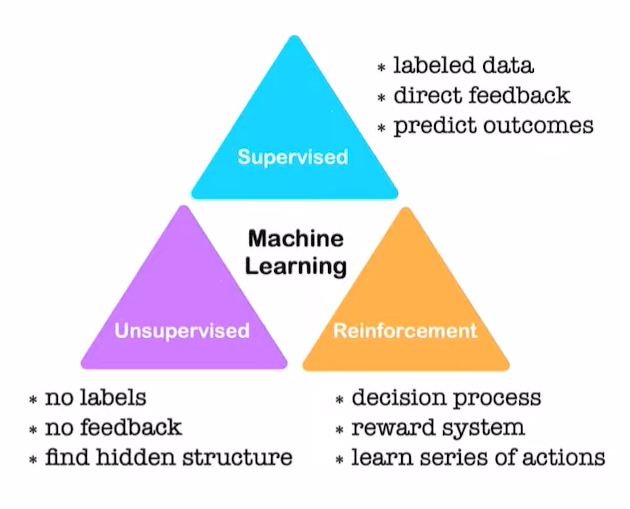 * labeled data
* direct feedback
* predict outcomes
Supervised
Machine
Learning
Unsupervised
Reinforcement
* no labels
* no feedback
* find hidden structure
* decision process
* reward system
* learn series of actions